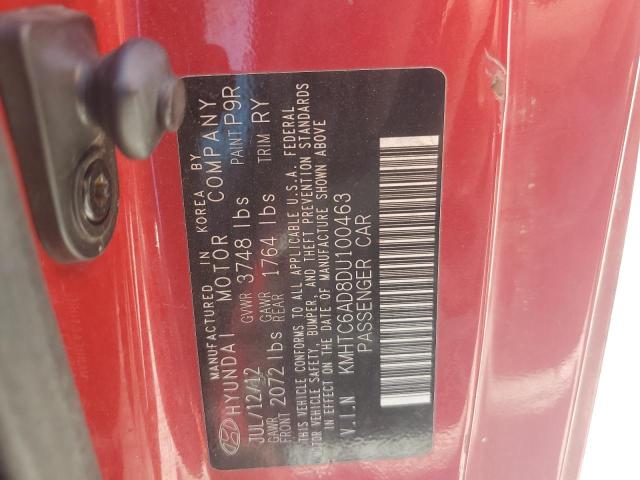 MANUFACTURED IN KOREA BY
HYUNDAI MOTOR COMPANY
JUL/12/12 GVWR 3748 lbs PAINT P9R
GAWR FRONT 2072 lbs GAWR REAR 1764 lbs TRIM RY
THIS VEHICLE CONFORMS TO ALL APPLICABLE U.S.A. FEDERAL
MOTOR VEHICLE SAFETY, BUMPER, AND THEFT PREVENTION STANDARDS
IN EFFECT ON THE DATE OF MANUFACTURE SHOWN ABOVE
V.I.N KMHTC6AD8DU100463
PASSENGER CAR